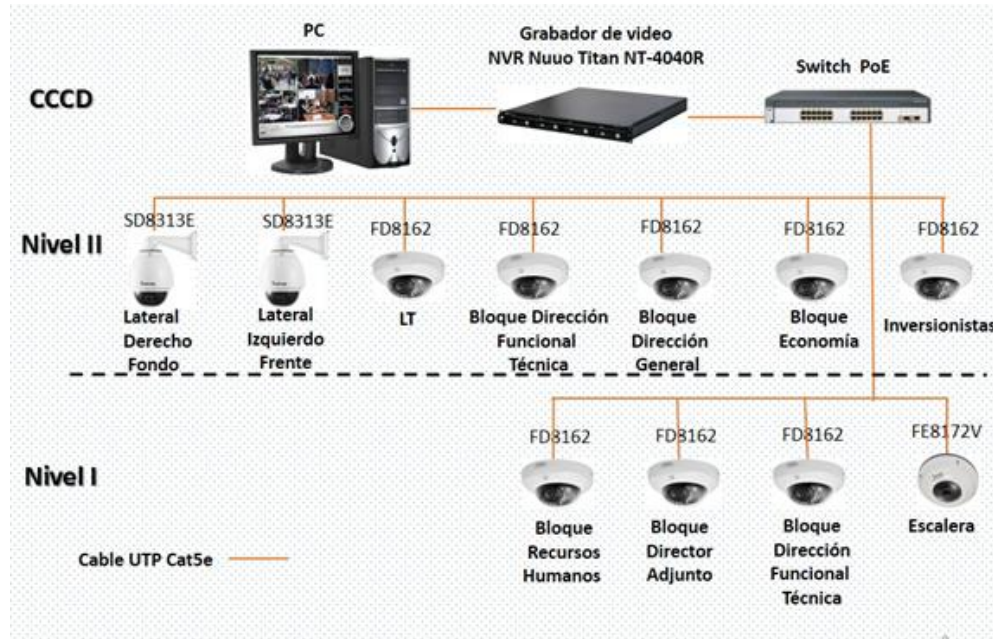 PC
Grabador de video
NVR Nuuo Titan NT-4040R
Switch PoE
CCCD
SD8313E
SD8313E
FD8162
FD8162
FD8162
FD8162
FD8162
Nivel II
Lateral
Derecho
Fondo
Lateral
Izquierdo
Frente
LT
Bloque Dirección
Funcional
Técnica
Bloque
Dirección
General
Bloque
Economía
Inversionistas
FD8162
FD8162
FD8162
FE8172V
Nivel I
Bloque
Recursos
Humanos
Bloque
Director
Adjunto
Bloque
Dirección
Funcional
Técnica
Escalera
Cable UTP Cat5e